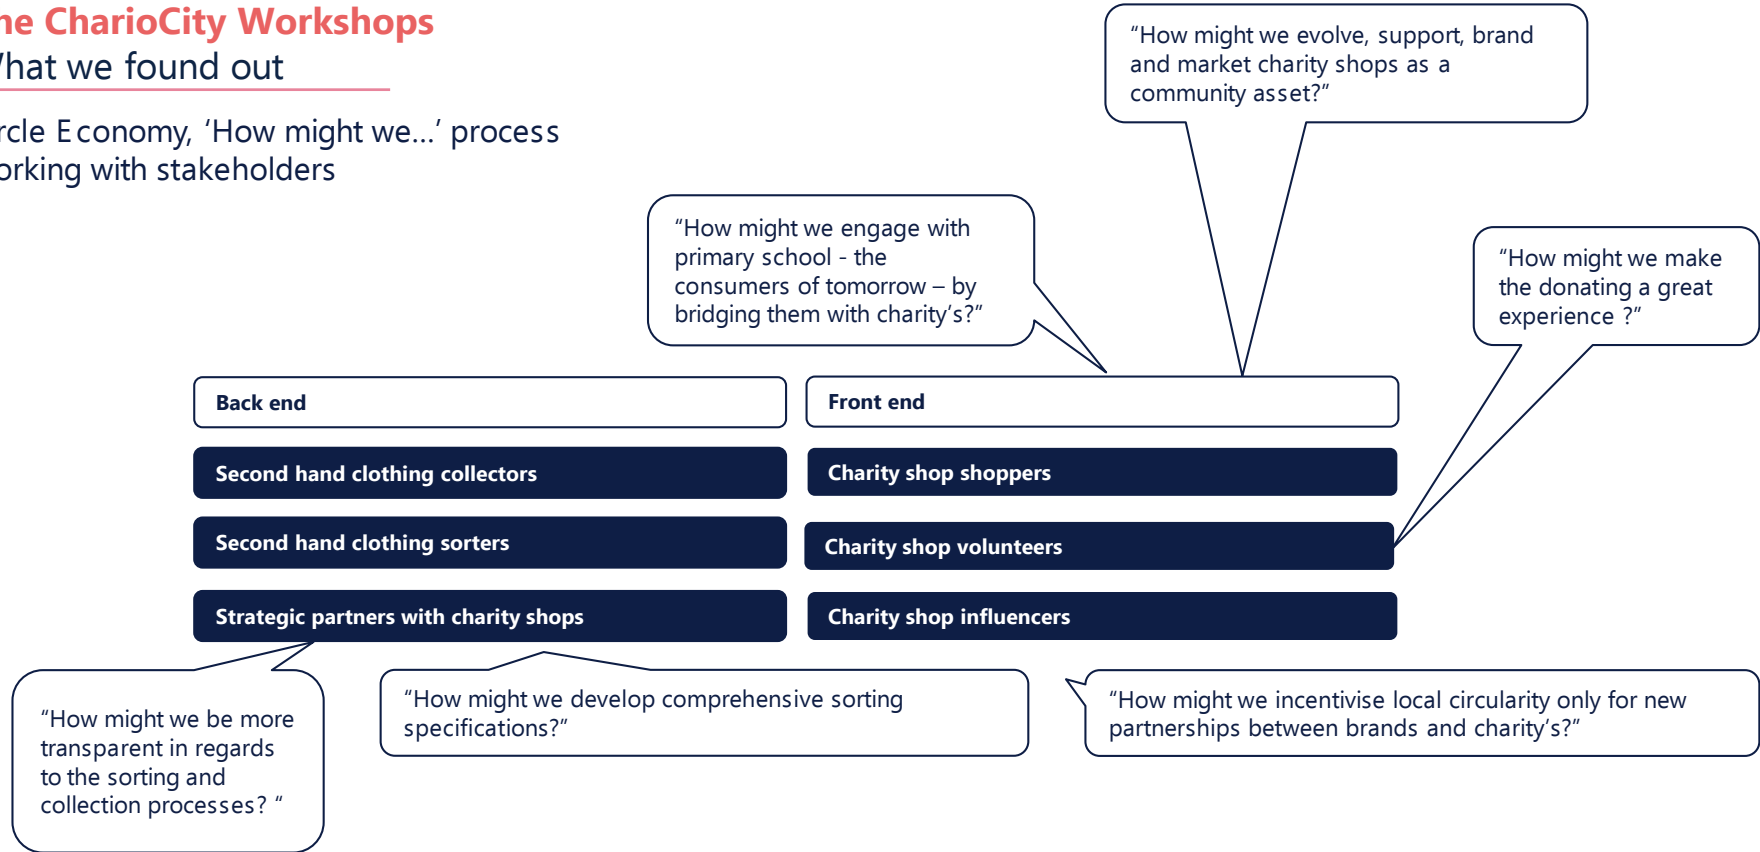 he CharioCity Workshops
What we found out
rcle Economy, ‘How might we...’ process
orking with stakeholders
“How might we evolve, support, brand
and market charity shops as a
community asset?”
“How might we engage with
primary school - the
consumers of tomorrow – by
bridging them with charity’s?”
“How might we make
the donating a great
experience ?”
Back end
Front end
Second hand clothing collectors
Charity shop shoppers
Second hand clothing sorters
Charity shop volunteers
Strategic partners with charity shops
Charity shop influencers
“How might we be more
transparent in regards
to the sorting and
collection processes? “
“How might we develop comprehensive sorting
specifications?”
“How might we incentivise local circularity only for new
partnerships between brands and charity’s?”